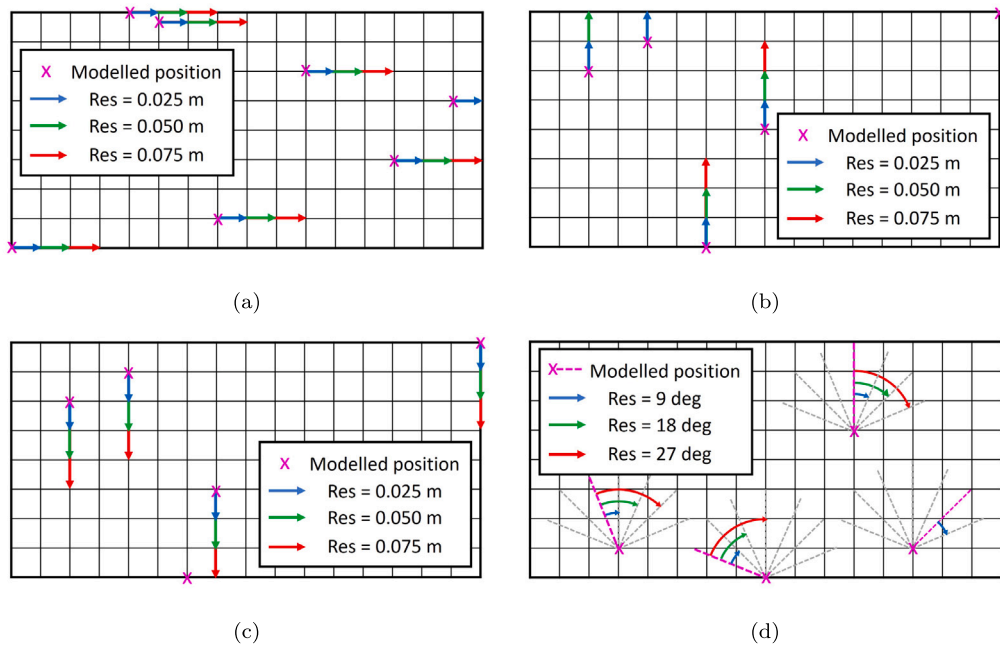 X Modelled position
Res = 0.025 m
Res = 0.050 m
Res = 0.075 m
(a)
X Modelled position
Res = 0.025 m
Res = 0.050 m
Res = 0.075 m
(b)
X Modelled position
Res = 0.025 m
Res = 0.050 m
Res = 0.075 m
(c)
X Modelled position
Res = 9 deg
Res = 18 deg
Res = 27 deg
(d)